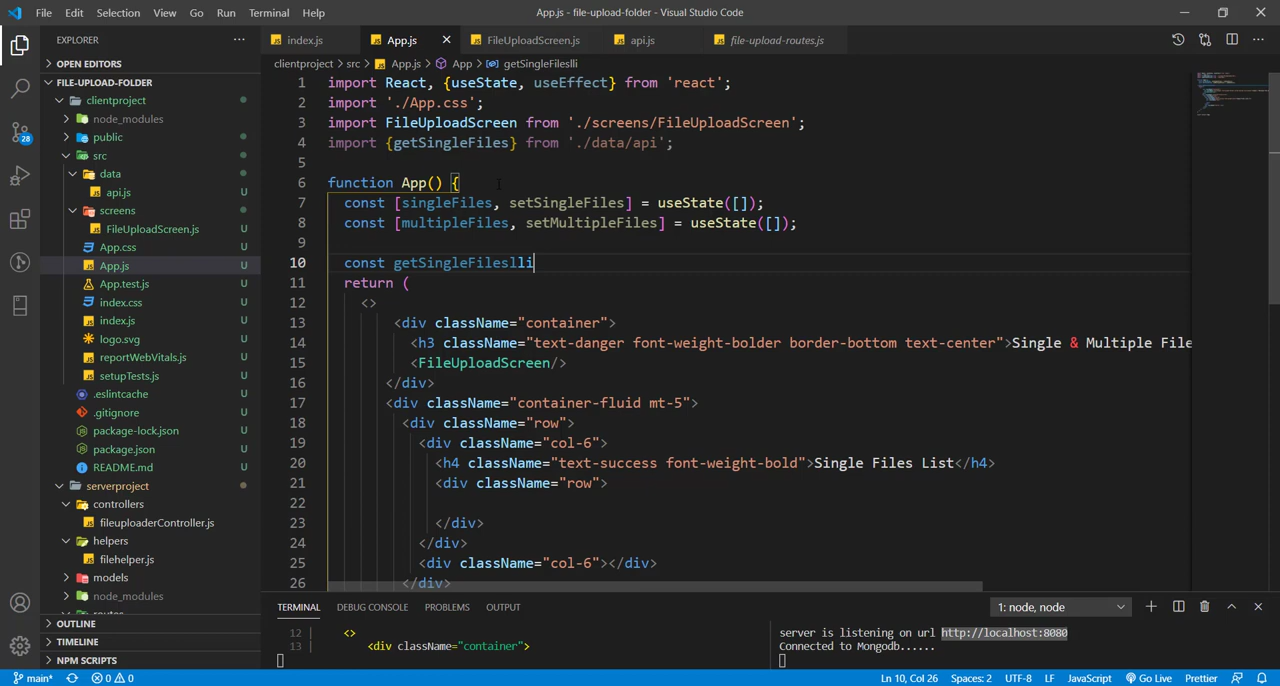 File Edit Selection View Go Run Terminal Help
App.js - file-upload-folder - Visual Studio Code
EXPLORER
OPEN EDITORS
FILE-UPLOAD-FOLDER
clientproject
node_modules
public
src
data
api.js U
screens
FileUploadScreen.js U
App.css U
App.js U
App.test.js U
index.css U
index.js U
logo.svg U
reportWebVitals.js U
setupTests.js U
.eslintcache U
.gitignore U
package-lock.json U
package.json U
README.md U
serverproject
controllers
fileuploaderController.js U
helpers
filehelper.js U
models
node_modules
OUTLINE
TIMELINE
NPM SCRIPTS
28
index.js App.js FileUploadScreen.js api.js file-upload-routes.js
clientproject > src > App.js > App > getSingleFileslli
1 import React, {useState, useEffect} from 'react';
2 import './App.css';
3 import FileUploadScreen from './screens/FileUploadScreen';
4 import {getSingleFiles} from './data/api';
5
6 function App() {
7 const [singleFiles, setSingleFiles] = useState([]);
8 const [multipleFiles, setMultipleFiles] = useState([]);
9
10 const getSingleFileslli
11 return (
12 <>
13 <div className="container">
14 <h3 className="text-danger font-weight-bolder border-bottom text-center">Single & Multiple File
15 <FileUploadScreen/>
16 </div>
17 <div className="container-fluid mt-5">
18 <div className="row">
19 <div className="col-6">
20 <h4 className="text-success font-weight-bold">Single Files List</h4>
21 <div className="row">
22
23 </div>
24 </div>
25 <div className="col-6"></div>
26 </div>
TERMINAL DEBUG CONSOLE PROBLEMS OUTPUT
1: node, node
12 | <>
13 | <div className="container">
server is listening on url http://localhost:8080
Connected to Mongodb......
main* 0 0
Ln 10, Col 26 Spaces: 2 UTF-8 LF JavaScript Go Live Prettier